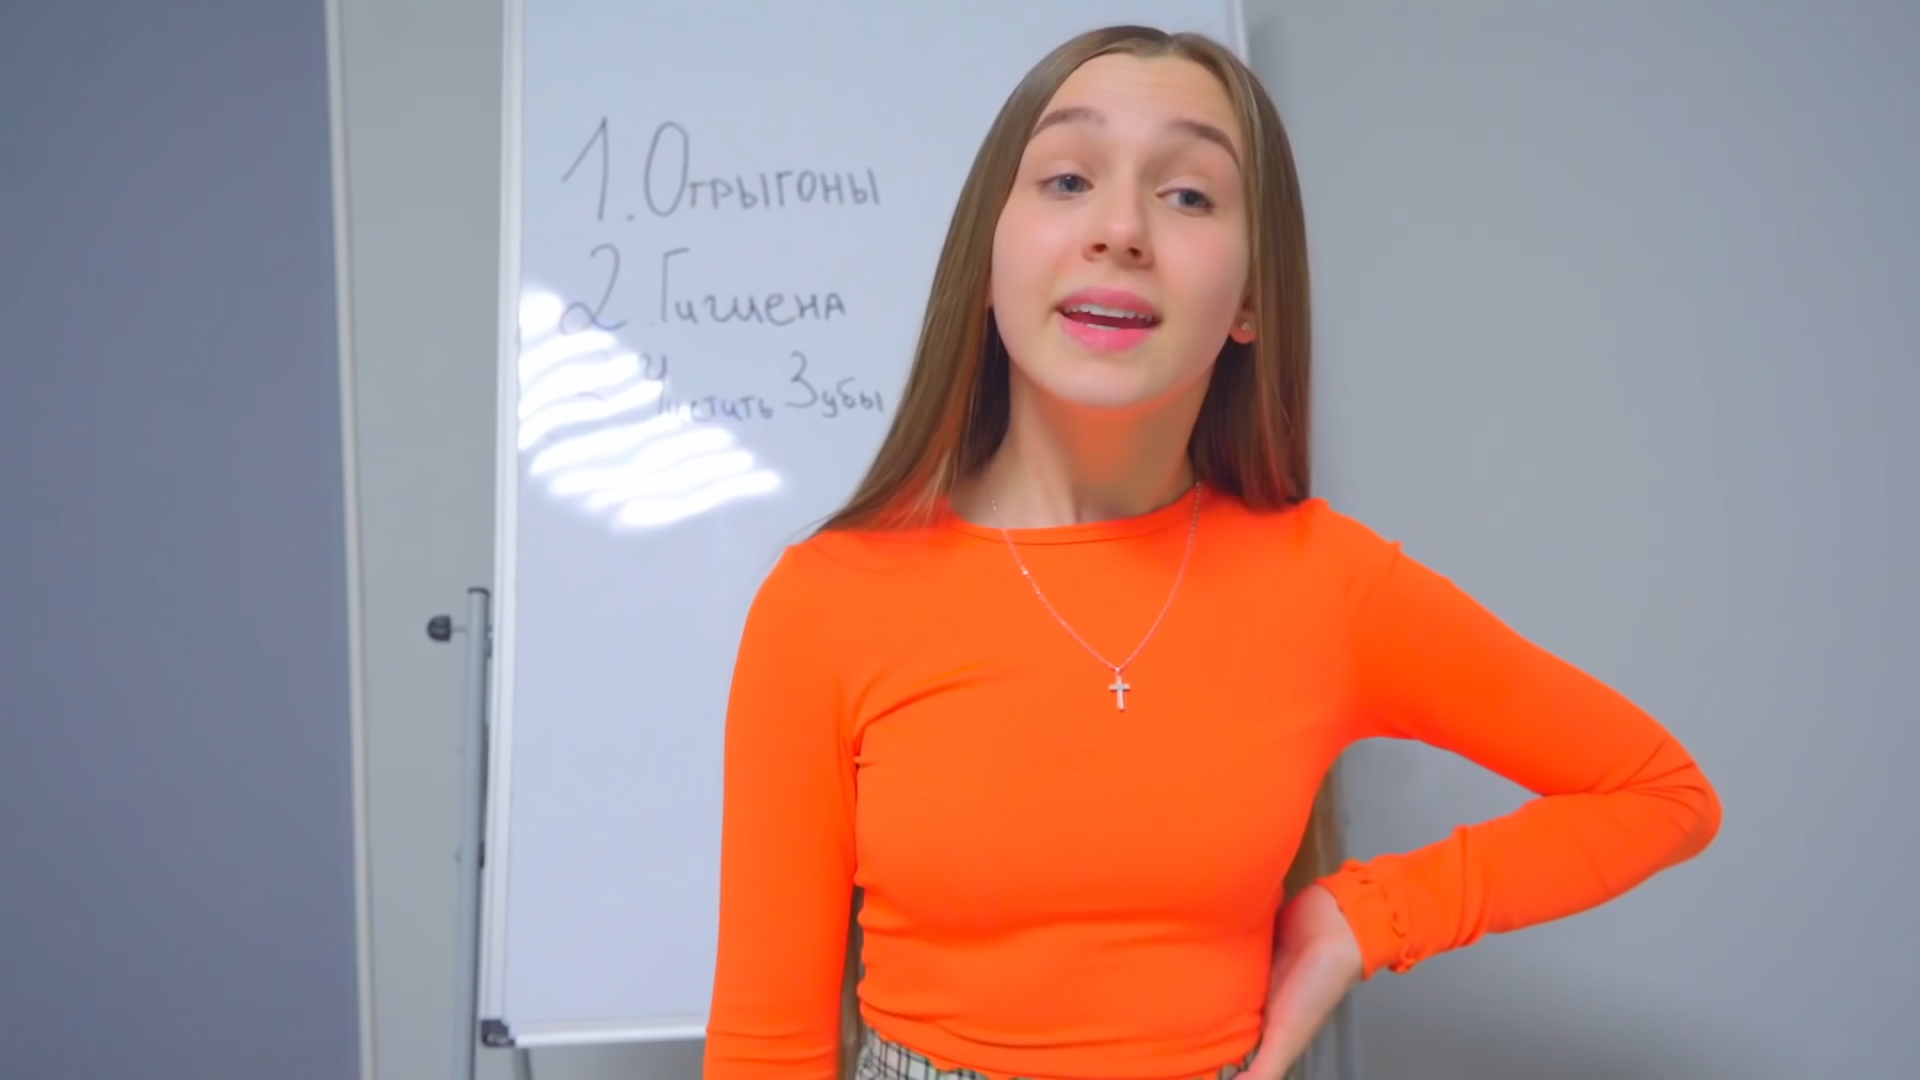 1. Отрыгоны
2 Гигиена
Чистить Зубы